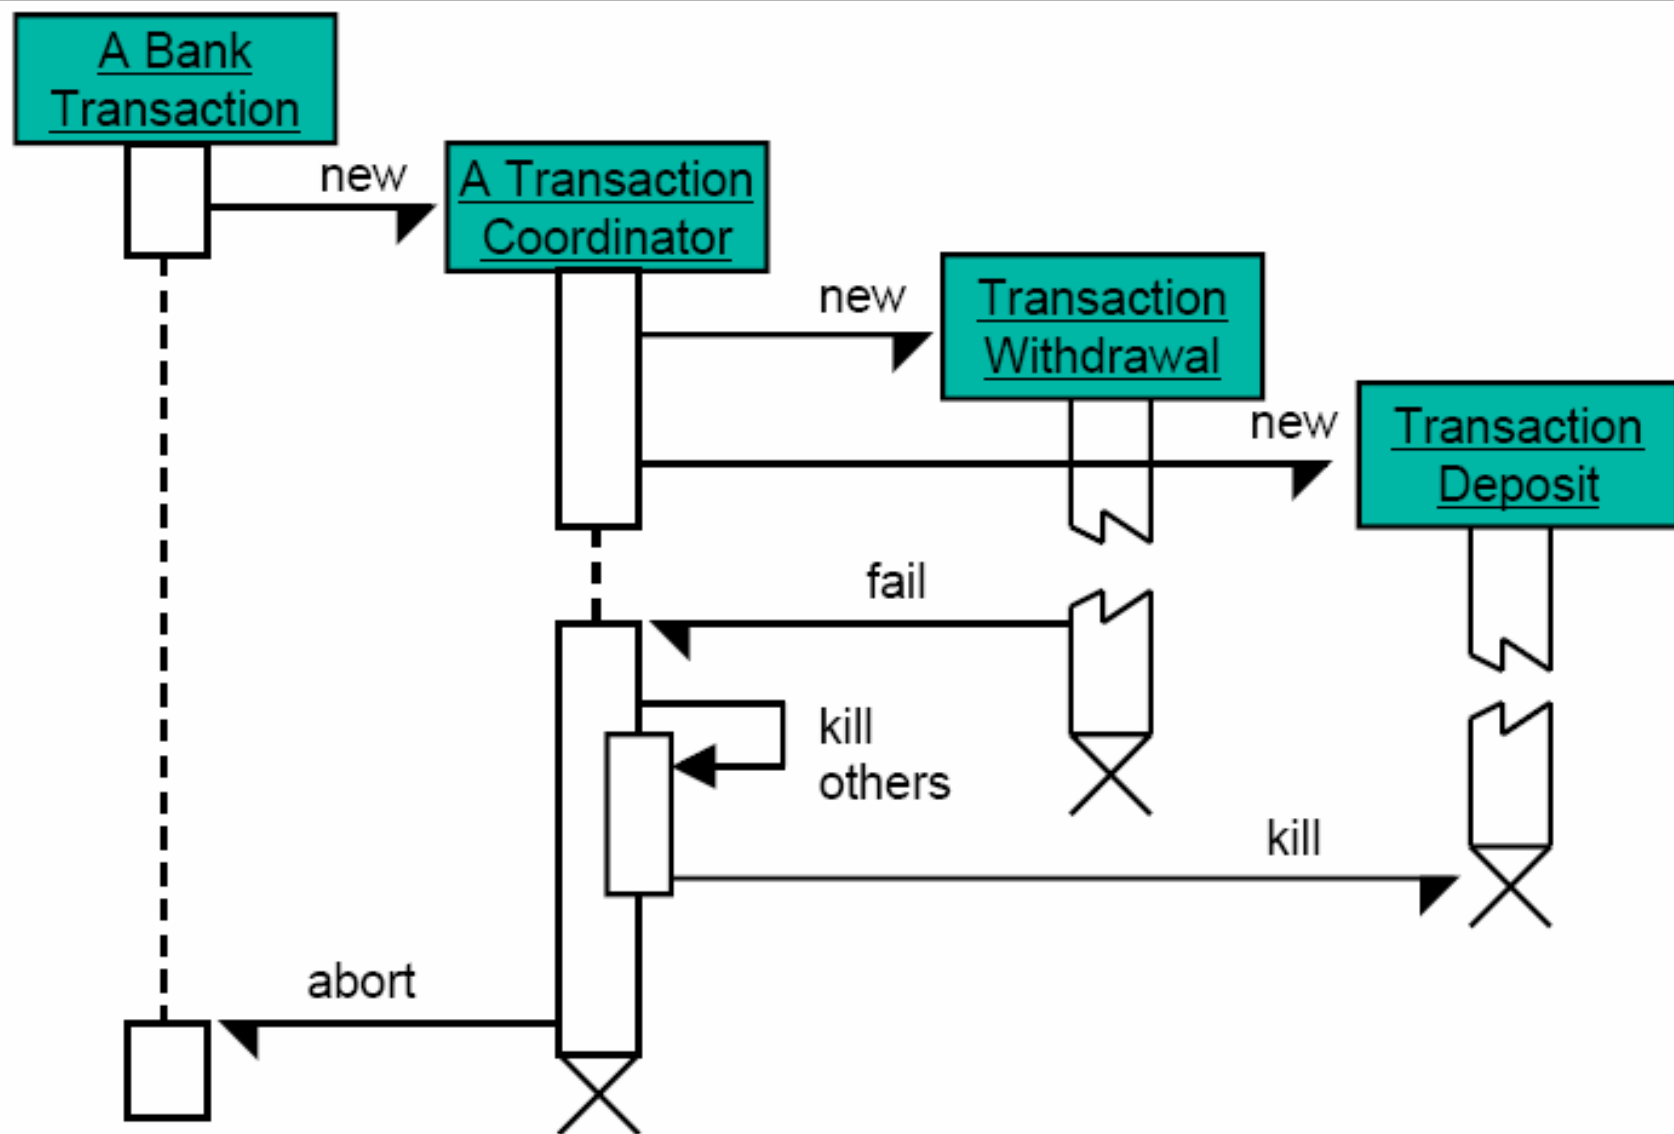 A Bank
Transaction
new
A Transaction
Coordinator
new
Transaction
Withdrawal
new
Transaction
Deposit
fail
kill
others
kill
abort